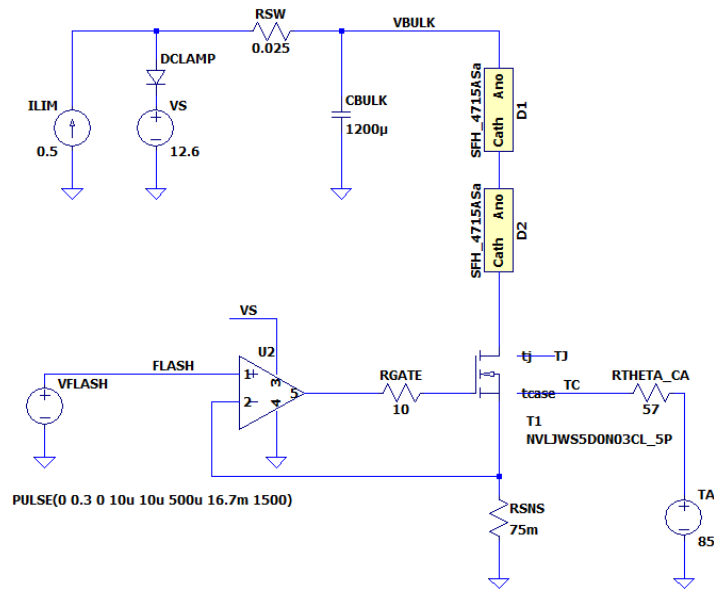 RSW
0.025
VBULK
DCLAMP
ILIM
0.5
VS
12.6
CBULK
1200µ
SFH_4715ASa
Ano
Cath
D1
SFH_4715ASa
Ano
Cath
D2
VS
U2
FLASH
VFLASH
1
2
3
4
5
RGATE
10
tj
TJ
tcase
TC
RTHETA_CA
57
T1
NVLJWS5D0N03CL_5P
PULSE(0 0.3 0 10u 10u 500u 16.7m 1500)
RSNS
75m
TA
85